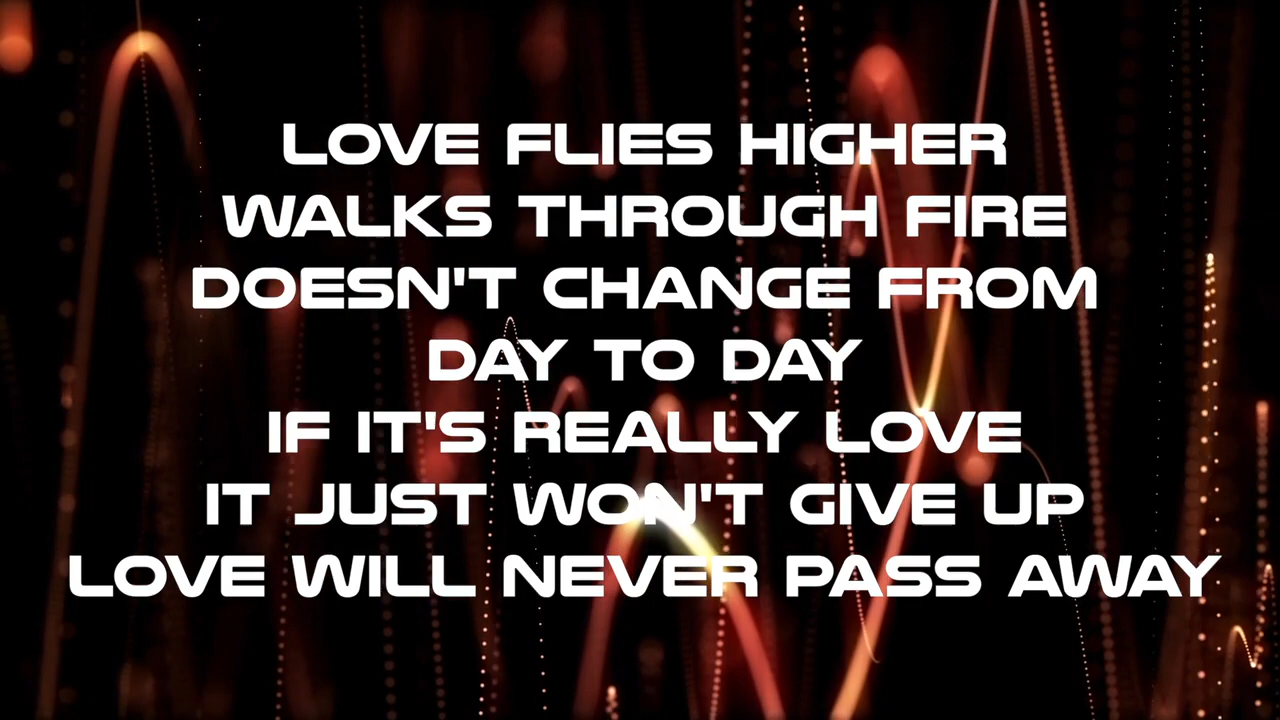 LOVE FLIES HIGHER
WALKS THROUGH FIRE
DOESN'T CHANGE FROM
DAY TO DAY
IF IT'S REALLY LOVE
IT JUST WON'T GIVE UP
LOVE WILL NEVER PASS AWAY